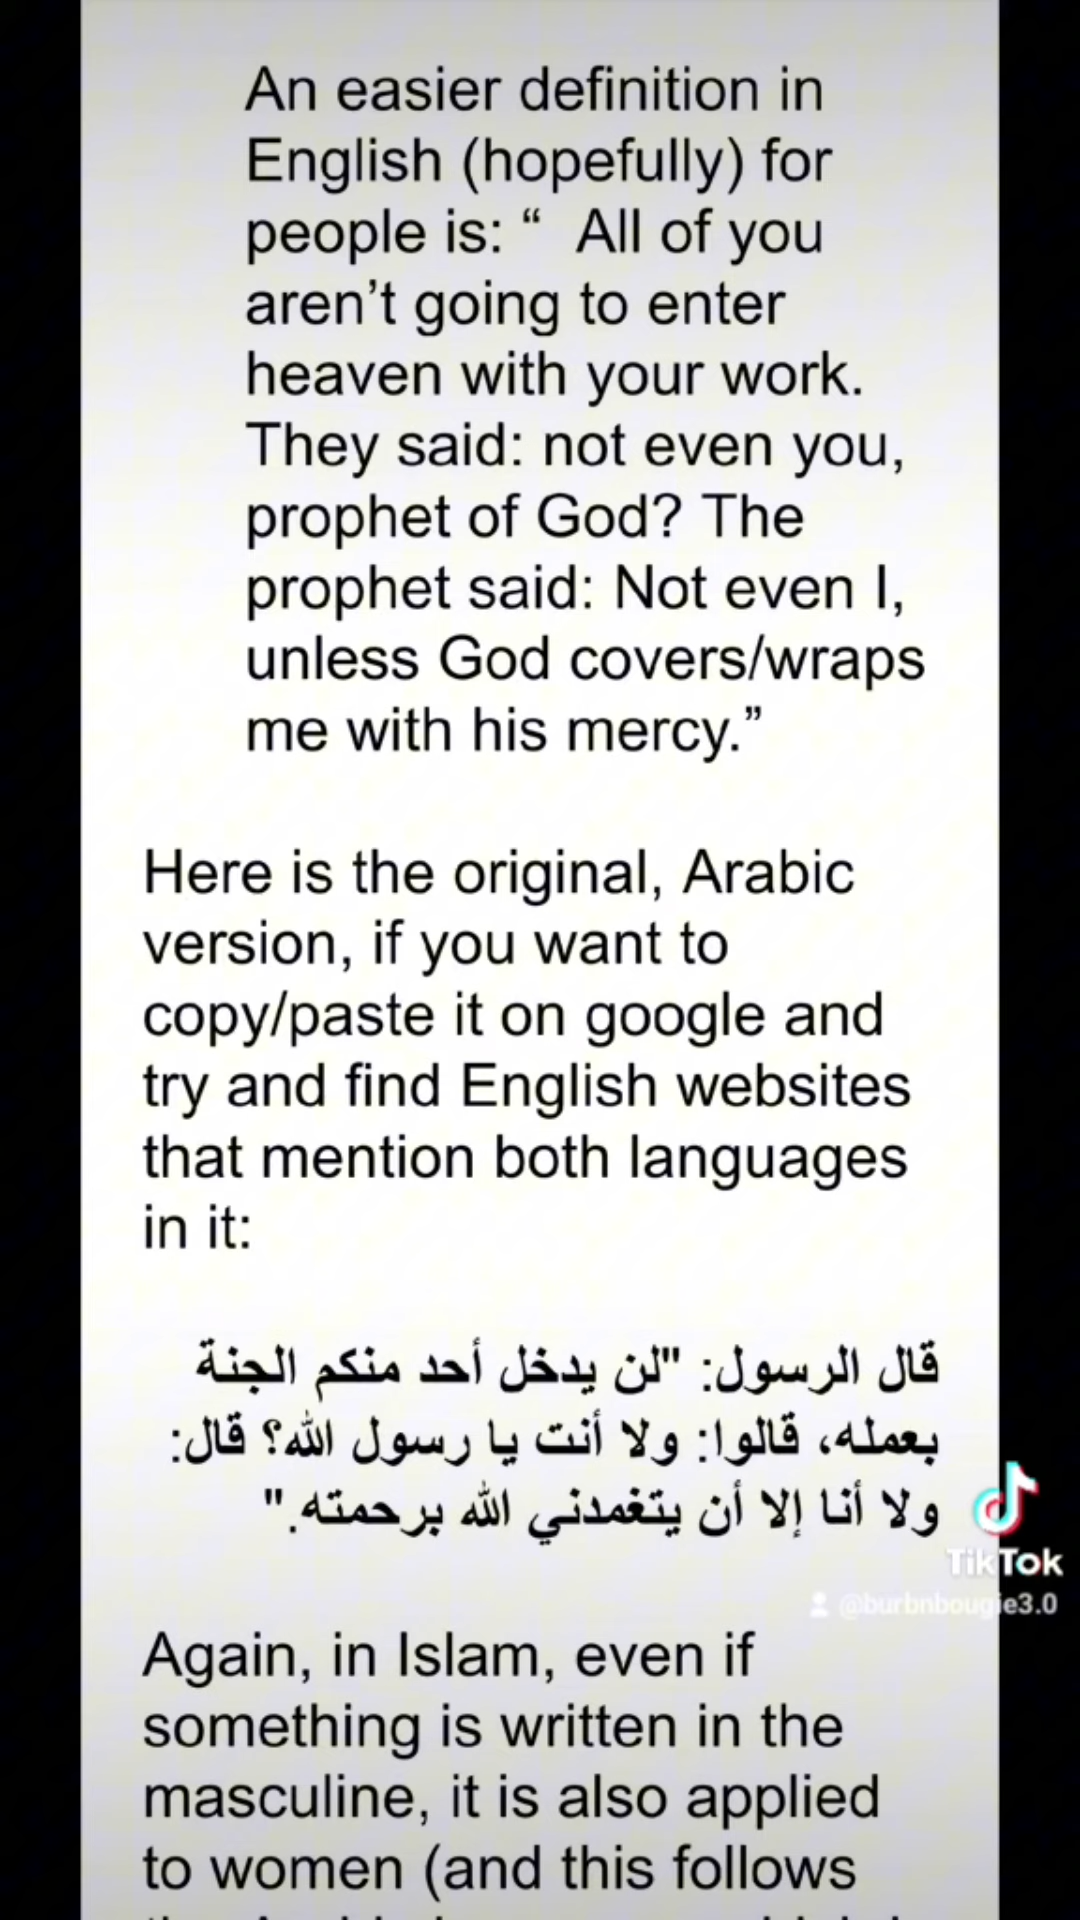 An easier definition in
English (hopefully) for
people is: “  All of you
aren’t going to enter
heaven with your work.
They said: not even you,
prophet of God? The
prophet said: Not even I,
unless God covers/wraps
me with his mercy.”
Here is the original, Arabic
version, if you want to
copy/paste it on google and
try and find English websites
that mention both languages
in it:
قال الرسول: "لن يدخل أحد منكم الجنة
بعمله، قالوا: ولا أنت يا رسول الله؟ قال:
ولا أنا إلا أن يتغمدني الله برحمته."
TikTok
@burbnbougie3.0
Again, in Islam, even if
something is written in the
masculine, it is also applied
to women (and this follows